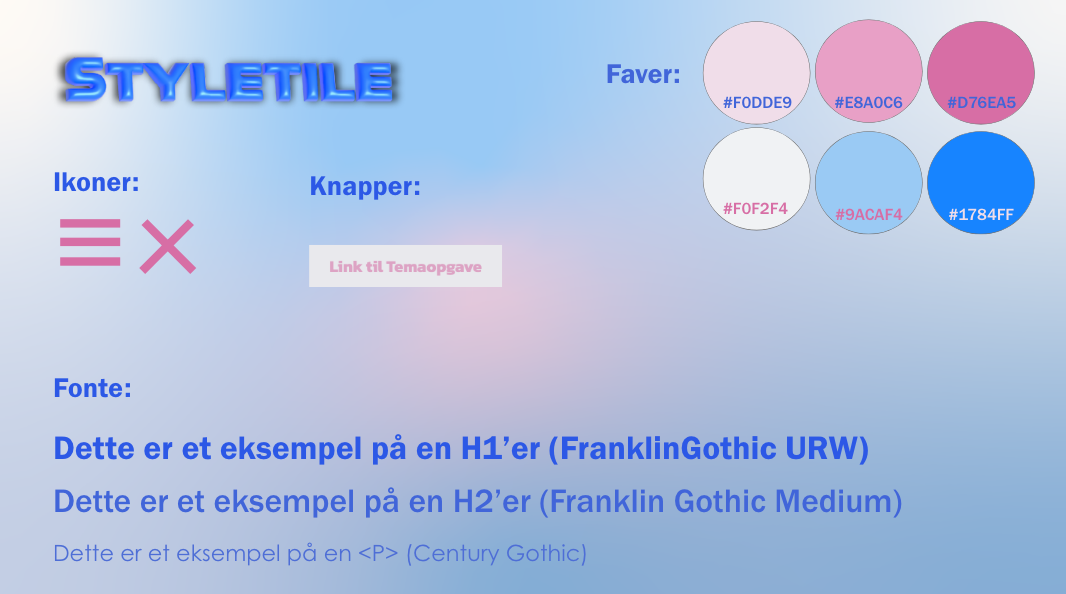 STYLETILE
Faver:
#F0DDE9
#E8A0C6
#D76EA5
#F0F2F4
#9ACAF4
#1784FF
Ikoner:
Knapper:
Link til Temaopgave
Fonte:
Dette er et eksempel på en H1’er (FranklinGothic URW)
Dette er et eksempel på en H2’er (Franklin Gothic Medium)
Dette er et eksempel på en <P> (Century Gothic)